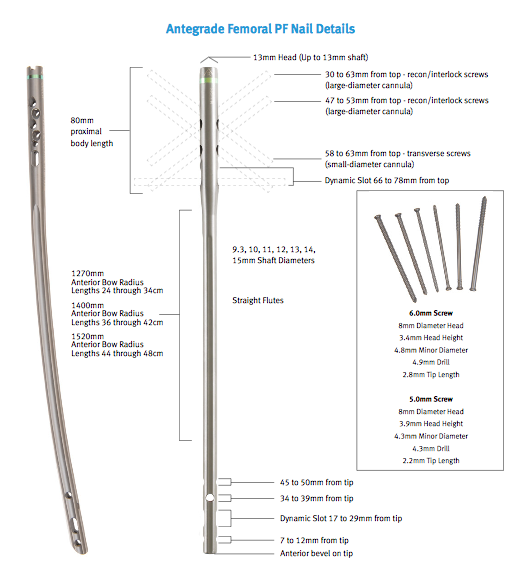 Antegrade Femoral PF Nail Details
13mm Head (Up to 13mm shaft)
30 to 63mm from top - recon/interlock screws
(large-diameter cannula)
47 to 53mm from top - recon/interlock screws
(large-diameter cannula)
80mm
proximal
body length
58 to 63mm from top - transverse screws
(small-diameter cannula)
Dynamic Slot 66 to 78mm from top
9.3, 10, 11, 12, 13, 14,
15mm Shaft Diameters
1270mm
Anterior Bow Radius
Lengths 24 through 34cm
1400mm
Anterior Bow Radius
Lengths 36 through 42cm
1520mm
Anterior Bow Radius
Lengths 44 through 48cm
Straight Flutes
6.0mm Screw
8mm Diameter Head
3.4mm Head Height
4.8mm Minor Diameter
4.9mm Drill
2.8mm Tip Length
5.0mm Screw
8mm Diameter Head
3.9mm Head Height
4.3mm Minor Diameter
4.3mm Drill
2.2mm Tip Length
45 to 50mm from tip
34 to 39mm from tip
Dynamic Slot 17 to 29mm from tip
7 to 12mm from tip
Anterior bevel on tip